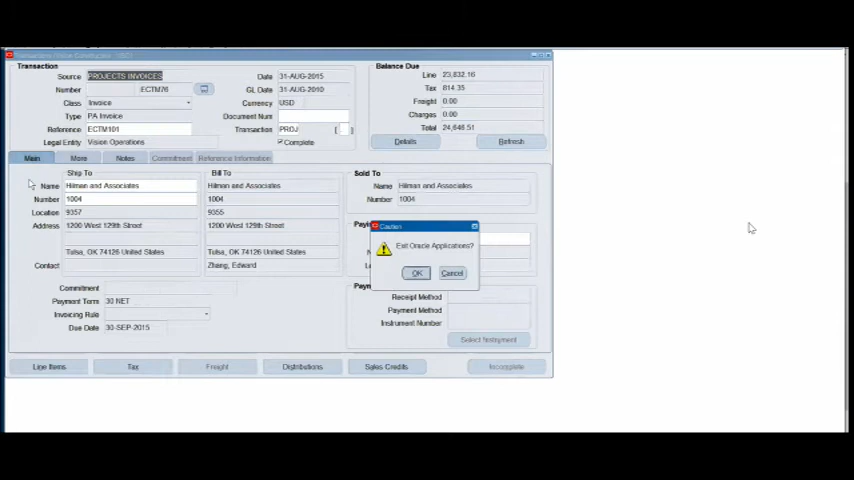 Transaction
Source PROJECTS INVOICES
Number ECTM76
Class Invoice
Type PA Invoice
Reference ECTM101
Legal Entity Vision Operations
Date 31-AUG-2015
GL Date 31-AUG-2010
Currency USD
Document Num
Transaction PROJ [ ]
Complete
Balance Due
Line 23,832.16
Tax 814.35
Freight 0.00
Charges 0.00
Total 24,646.51
Details Refresh
Main More Notes Commitment Reference Information
Ship To Bill To
Name Hilman and Associates Hilman and Associates
Number 1004 1004
Location 9357 9355
Address 1200 West 129th Street 1200 West 129th Street
Tulsa, OK 74126 United States Tulsa, OK 74126 United States
Contact Zhang, Edward
Sold To
Name Hilman and Associates
Number 1004
Caution
Exit Oracle Applications?
OK Cancel
Commitment
Payment Term 30 NET
Invoicing Rule
Due Date 30-SEP-2015
Receipt Method
Payment Method
Instrument Number
Select Instrument
Line Items Tax Freight Distributions Sales Credits Incomplete